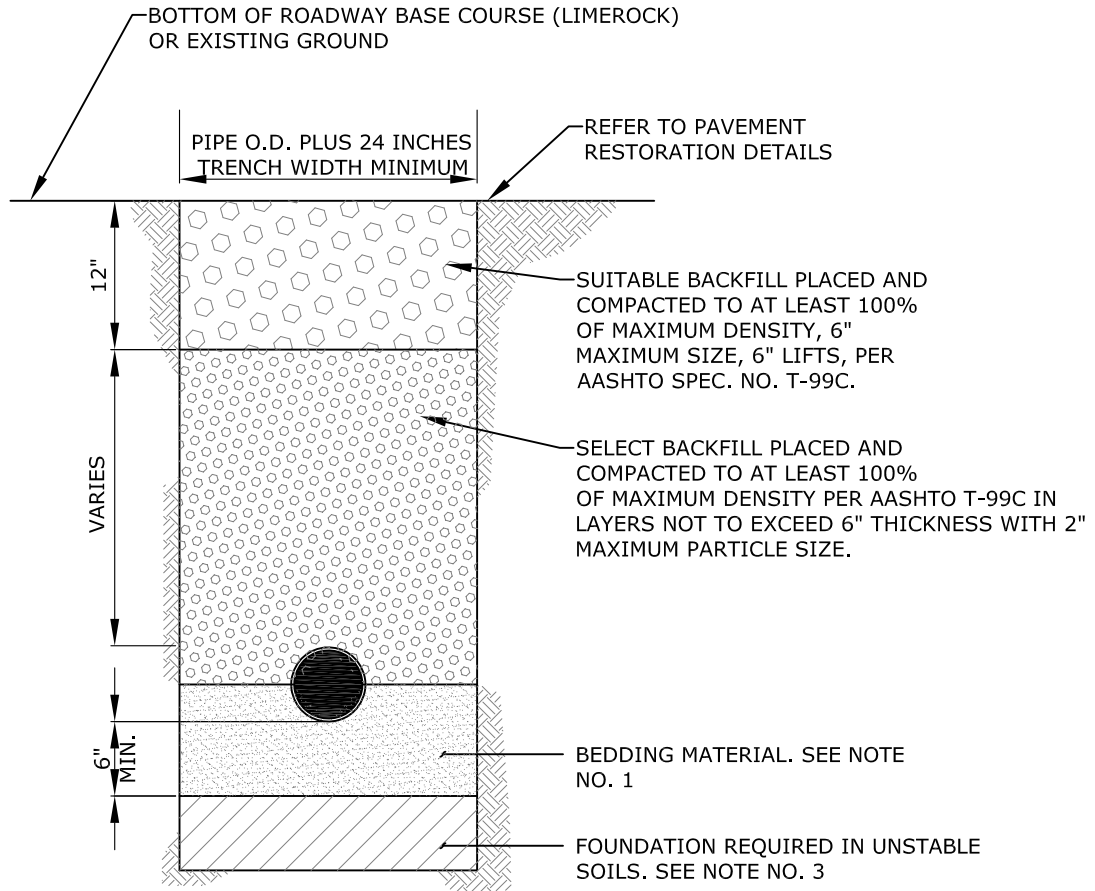 BOTTOM OF ROADWAY BASE COURSE (LIMEROCK)
OR EXISTING GROUND
PIPE O.D. PLUS 24 INCHES
TRENCH WIDTH MINIMUM
REFER TO PAVEMENT
RESTORATION DETAILS
12"
SUITABLE BACKFILL PLACED AND
COMPACTED TO AT LEAST 100%
OF MAXIMUM DENSITY, 6"
MAXIMUM SIZE, 6" LIFTS, PER
AASHTO SPEC. NO. T-99C.
VARIES
SELECT BACKFILL PLACED AND
COMPACTED TO AT LEAST 100%
OF MAXIMUM DENSITY PER AASHTO T-99C IN
LAYERS NOT TO EXCEED 6" THICKNESS WITH 2"
MAXIMUM PARTICLE SIZE.
6"
MIN.
BEDDING MATERIAL. SEE NOTE
NO. 1
FOUNDATION REQUIRED IN UNSTABLE
SOILS. SEE NOTE NO. 3